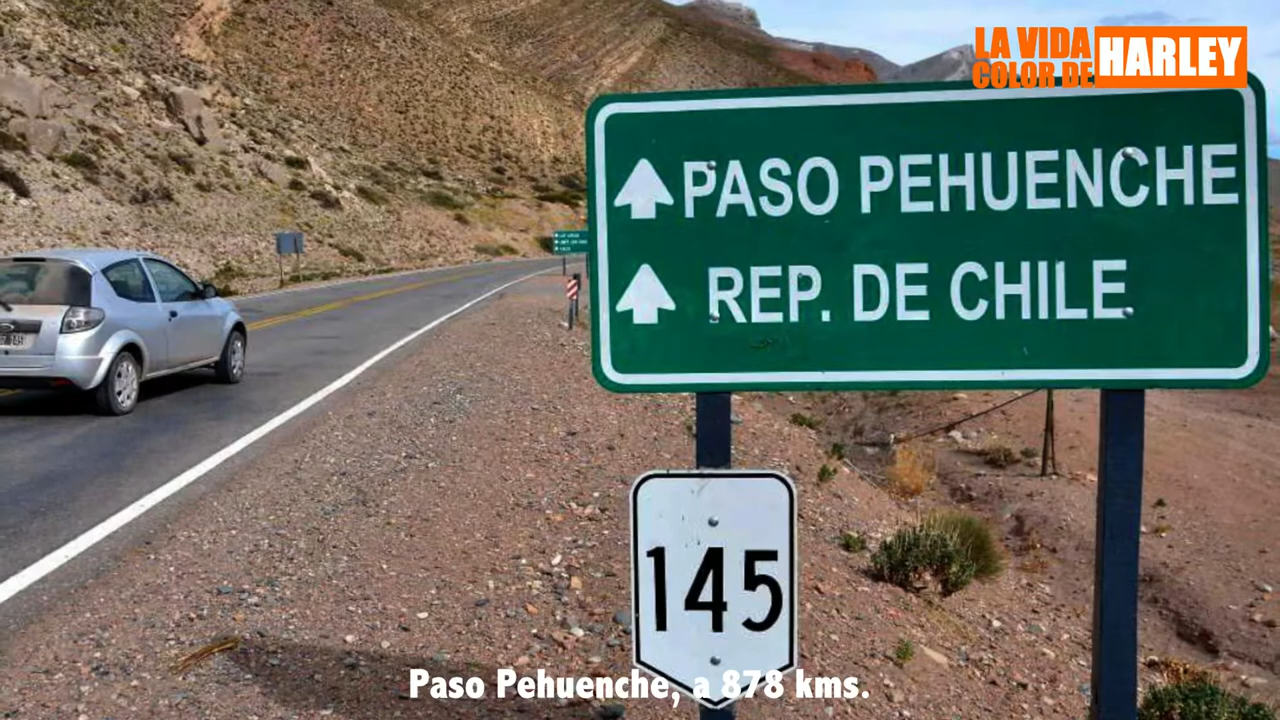 LA VIDA
COLOR DE
HARLEY
PASO PEHUENCHE
REP. DE CHILE
145
Paso Pehuenche, a 878 kms.